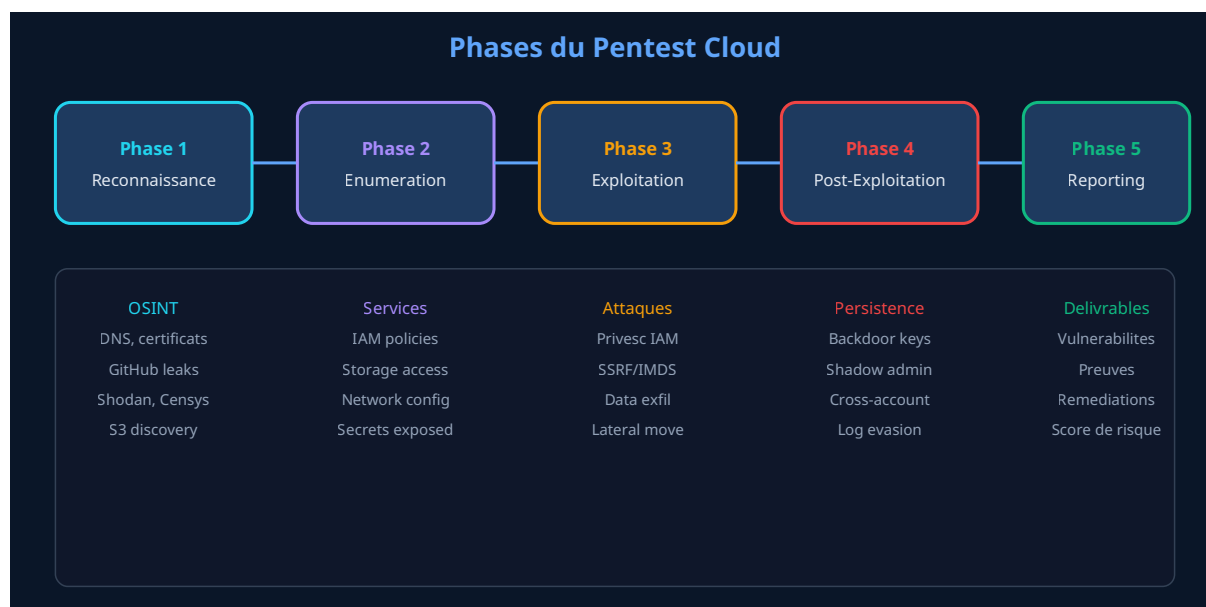 Phases du Pentest Cloud
Phase 1
Reconnaissance
Phase 2
Enumeration
Phase 3
Exploitation
Phase 4
Post-Exploitation
Phase 5
Reporting
OSINT
DNS, certificats
GitHub leaks
Shodan, Censys
S3 discovery
Services
IAM policies
Storage access
Network config
Secrets exposed
Attaques
Privesc IAM
SSRF/IMDS
Data exfil
Lateral move
Persistence
Backdoor keys
Shadow admin
Cross-account
Log evasion
Delivrables
Vulnerabilites
Preuves
Remediations
Score de risque